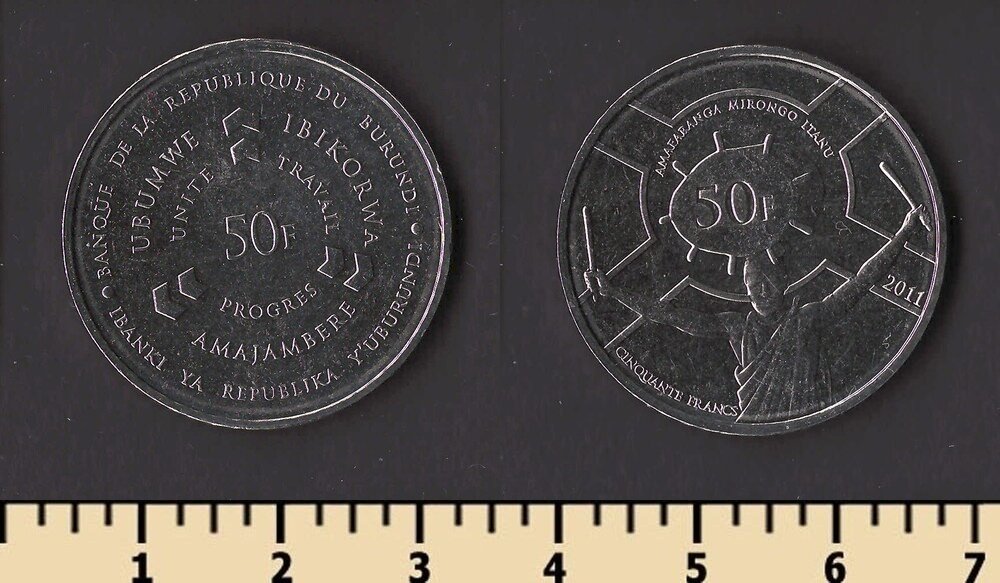 BANQUE DE LA REPUBLIQUE DU BURUNDI • IBANKI YA REPUBLIKA Y'UBURUNDI •
UBUMWE IBIKORWA AMAJAMBERE
UNITE TRAVAIL PROGRES
50F
AMAFARANGA MIRONGO ITANU
50F
2011
CINQUANTE FRANCS
1 2 3 4 5 6 7